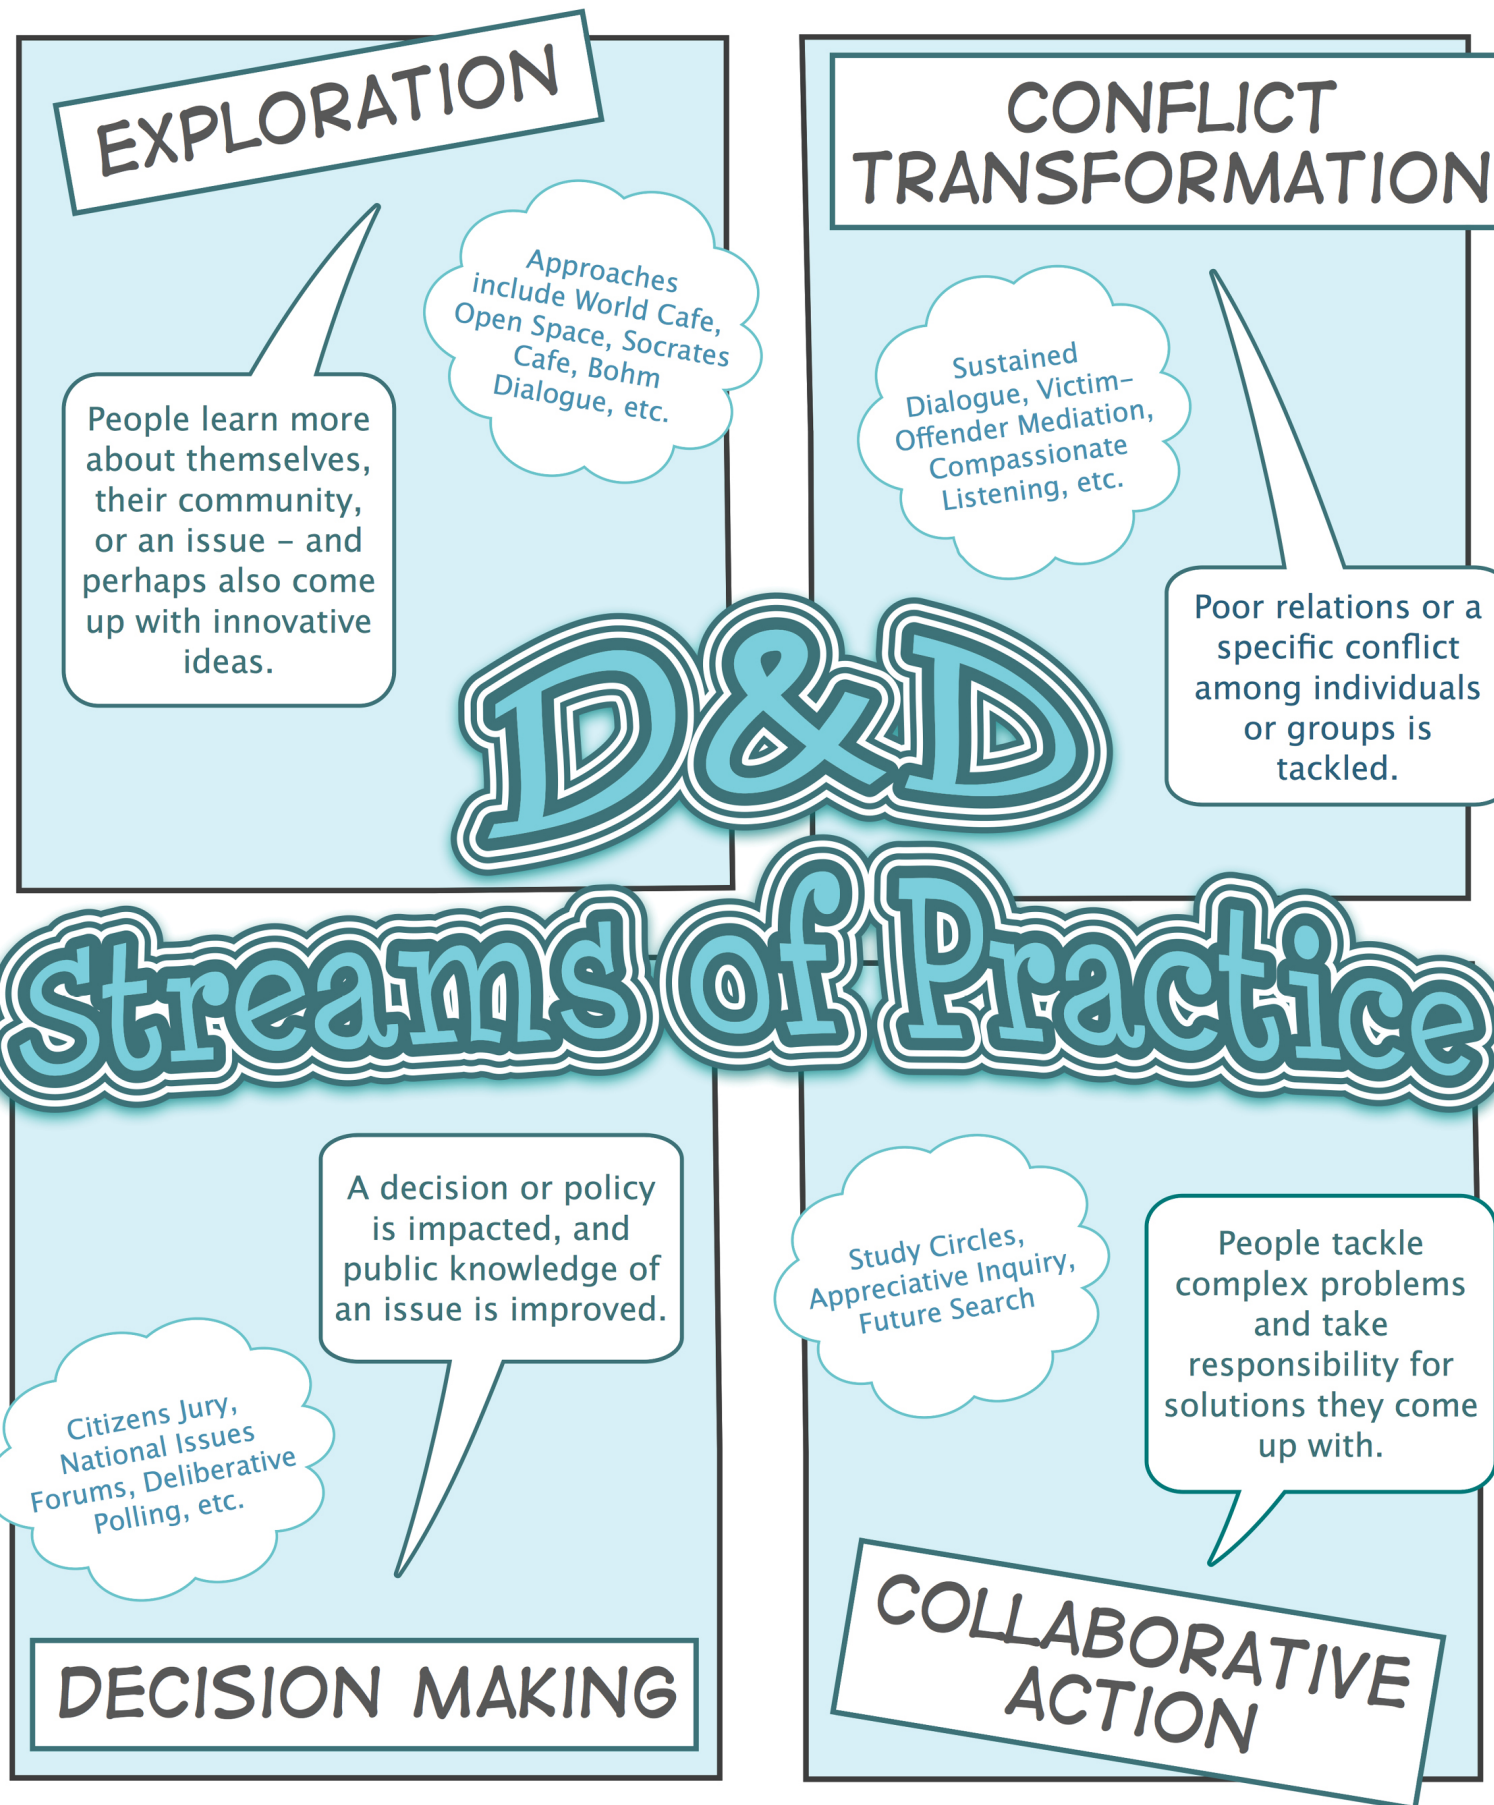 EXPLORATION
Approaches
include World Cafe,
Open Space, Socrates
Cafe, Bohm
Dialogue, etc.
People learn more
about themselves,
their community,
or an issue – and
perhaps also come
up with innovative
ideas.
CONFLICT
TRANSFORMATION
Sustained
Dialogue, Victim-
Offender Mediation,
Compassionate
Listening, etc.
Poor relations or a
specific conflict
among individuals
or groups is
tackled.
D&D
Streams of Practice
A decision or policy
is impacted, and
public knowledge of
an issue is improved.
Citizens Jury,
National Issues
Forums, Deliberative
Polling, etc.
DECISION MAKING
Study Circles,
Appreciative Inquiry,
Future Search
People tackle
complex problems
and take
responsibility for
solutions they come
up with.
COLLABORATIVE
ACTION